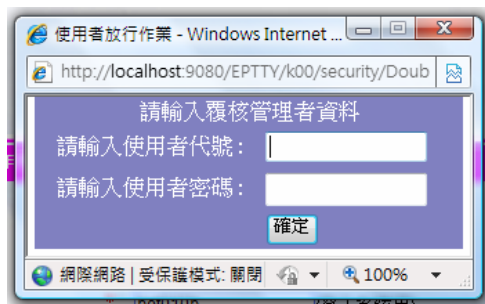 使用者放行作業 - Windows Internet ...
http://localhost:9080/EPTTY/k00/security/Doub
請輸入覆核管理者資料
請輸入使用者代號：
請輸入使用者密碼：
確定
網際網路 | 受保護模式: 關閉
100%